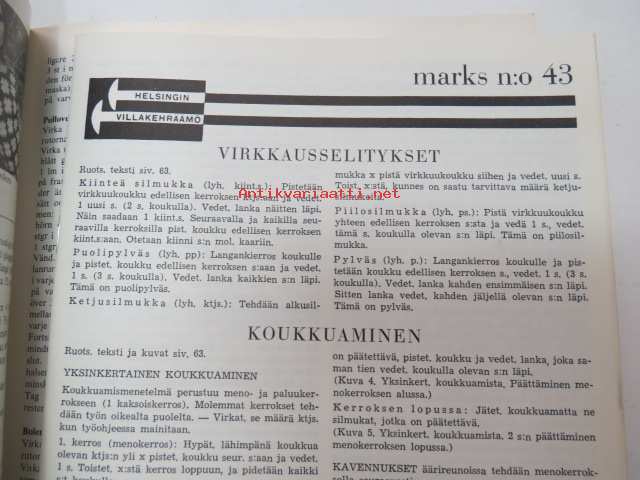 marks n:o 43
HELSINGIN
VILLAKEHRÄÄMÖ
VIRKKAUSSELITYKSET
Ruots. teksti siv. 63.
Kiinteä silmukka (lyh. kiint.s.): Pistetään
virkkuukoukku edellisen kerroksen k.js:aan ja vedet.
1 uusi s. (2 s. koukulla). Vedet. lanka näitten läpi.
Näin saadaan 1 kiint.s. Seuraavalla ja kaikilla seu-
raavilla kerroksilla pist. koukku edell. kerroksen
kiint.s:aan. Otetaan kiinni s:n mol. kaariin.
Puolipylväs (lyh. pp): Langankierros koukulle
ja pistet. koukku edell. kerroksen s:aan ja vedet.
1 s. (3 s. koukulla). Vedet. lanka kaikkien s:n läpi.
Tämä on puolipylväs.
Ketjusilmukka (lyh. ktjs.): Tehdään alkusil-
mukka x pistä virkkuukoukku siihen ja vedet, uusi s.
Toist. x:stä, kunnes on saatu tarvittava määrä ketju-
silmukoita.
Piilosilmukka (lyh. ps.): Pistä virkkuukoukku
yhteen edellisen kerroksen s:sta ja vedä 1 s., vedet.
tämä s. koukulla olevan s:n läpi. Tämä on piilosil-
mukka.
Pylväs (lyh. p.): Langankierros koukulle ja pis-
tetään koukku edellisen kerroksen s., vedet. 1 s. (3 s.
koukulla). Vedet. lanka kahden ensimmäisen s:n läpi.
Sitten lanka vedet. kahden jäljellä olevan s:n läpi.
Tämä on pylväs.
Antikvariaatti.net
KOUKKUAMINEN
Ruots. teksti ja kuvat siv. 63.
YKSINKERTAINEN KOUKKUAMINEN
Koukkuamismenetelmä perustuu meno- ja paluuker-
rokseen (1 kaksoiskerros). Molemmat kerrokset teh-
dään työn oikealta puolelta. — Virkat, se määrä ktjs.
kun työohjeessa mainitaan.
1. kerros (menokerros): Hypät, lähimpänä koukkua
olevan ktjs:n yli x pistet, koukku seur. s:aan ja vedet.
1 s. Toistet. x:stä kerros loppuun, ja pidetään kaikki
on päätettävä, pistet. koukku ja vedet, lanka, joka sa-
man tien vedet, koukulla olevan s:n läpi.
(Kuva 4, Yksinkert, koukkuamista, Päättäminen me-
nokerroksen alussa.)
Kerroksen lopussa: Jätet, koukkuamatta ne
silmukat, jotka on päätettävä,
(Kuva 5, Yksinkert. koukkuamista, 2 s:n päättäminen
menokerroksen lopussa.)
KAVENNUKSET äärireunoissa tehdään menokerrok-